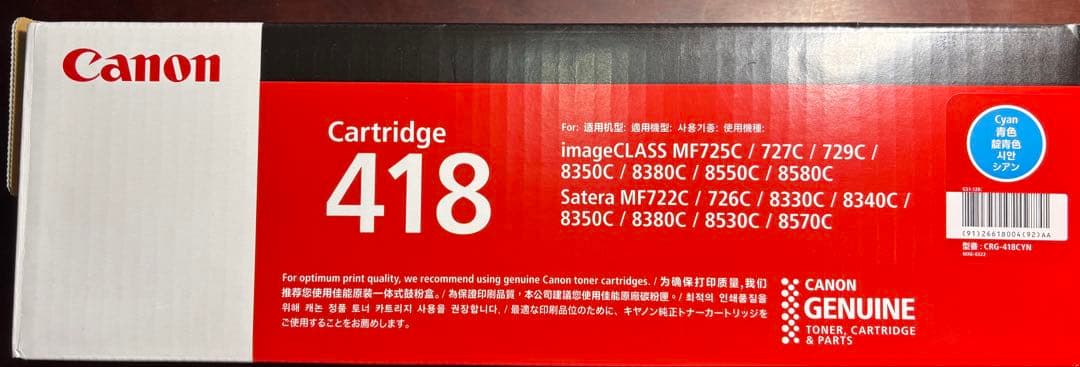 Canon
Cartridge
418
For: 适用机型: 適用機型: 사용기종: 使用機種:
imageCLASS MF725C / 727C / 729C /
8350C / 8380C / 8550C / 8580C
Satera MF722C / 726C / 8330C / 8340C /
8350C / 8380C / 8530C / 8570C
Cyan
青色
靛青色
시안
シアン
(91)26618004(92)AA
型番 : CRG-418CYN
For optimum print quality, we recommend using genuine Canon toner cartridges. / 为确保打印质量,我们
推荐您使用佳能原装一体式鼓粉盒。/ 為保證印刷品質,本公司建議您使用佳能原廠碳粉匣。/ 최적의 인쇄품질을
위해 캐논 정품 토너 카트리지 사용을 권장합니다. / 最適な印刷品位のために、キヤノン純正トナーカートリッジを
ご使用することをお薦めします。
CANON
GENUINE
TONER, CARTRIDGE
& PARTS